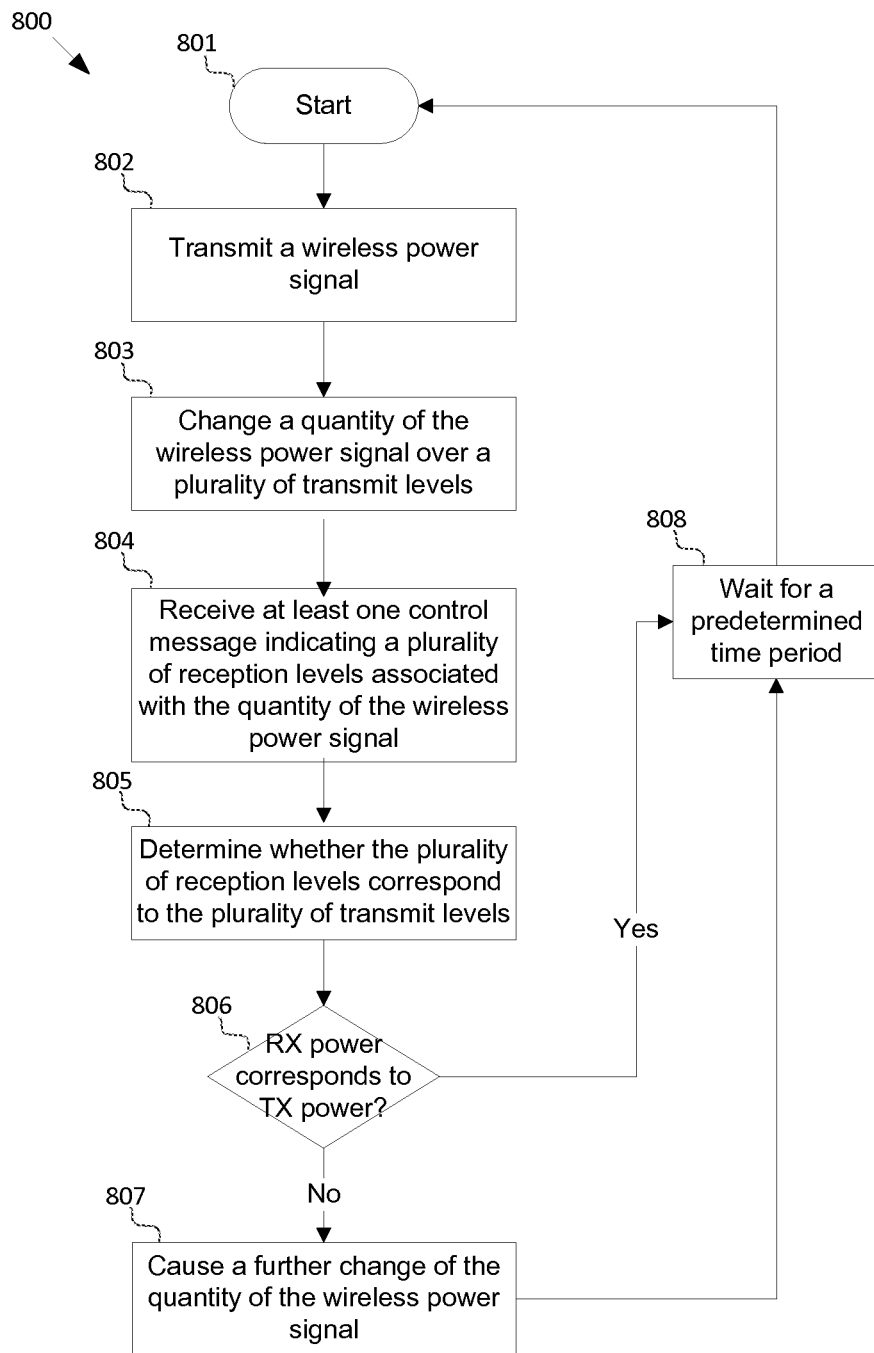 800
801
Start
802
Transmit a wireless power
signal
803
Change a quantity of the
wireless power signal over a
plurality of transmit levels
804
Receive at least one control
message indicating a plurality
of reception levels associated
with the quantity of the wireless
power signal
805
Determine whether the plurality
of reception levels correspond
to the plurality of transmit levels
806
RX power
corresponds to
TX power?
Yes
No
807
Cause a further change of the
quantity of the wireless power
signal
808
Wait for a
predetermined
time period